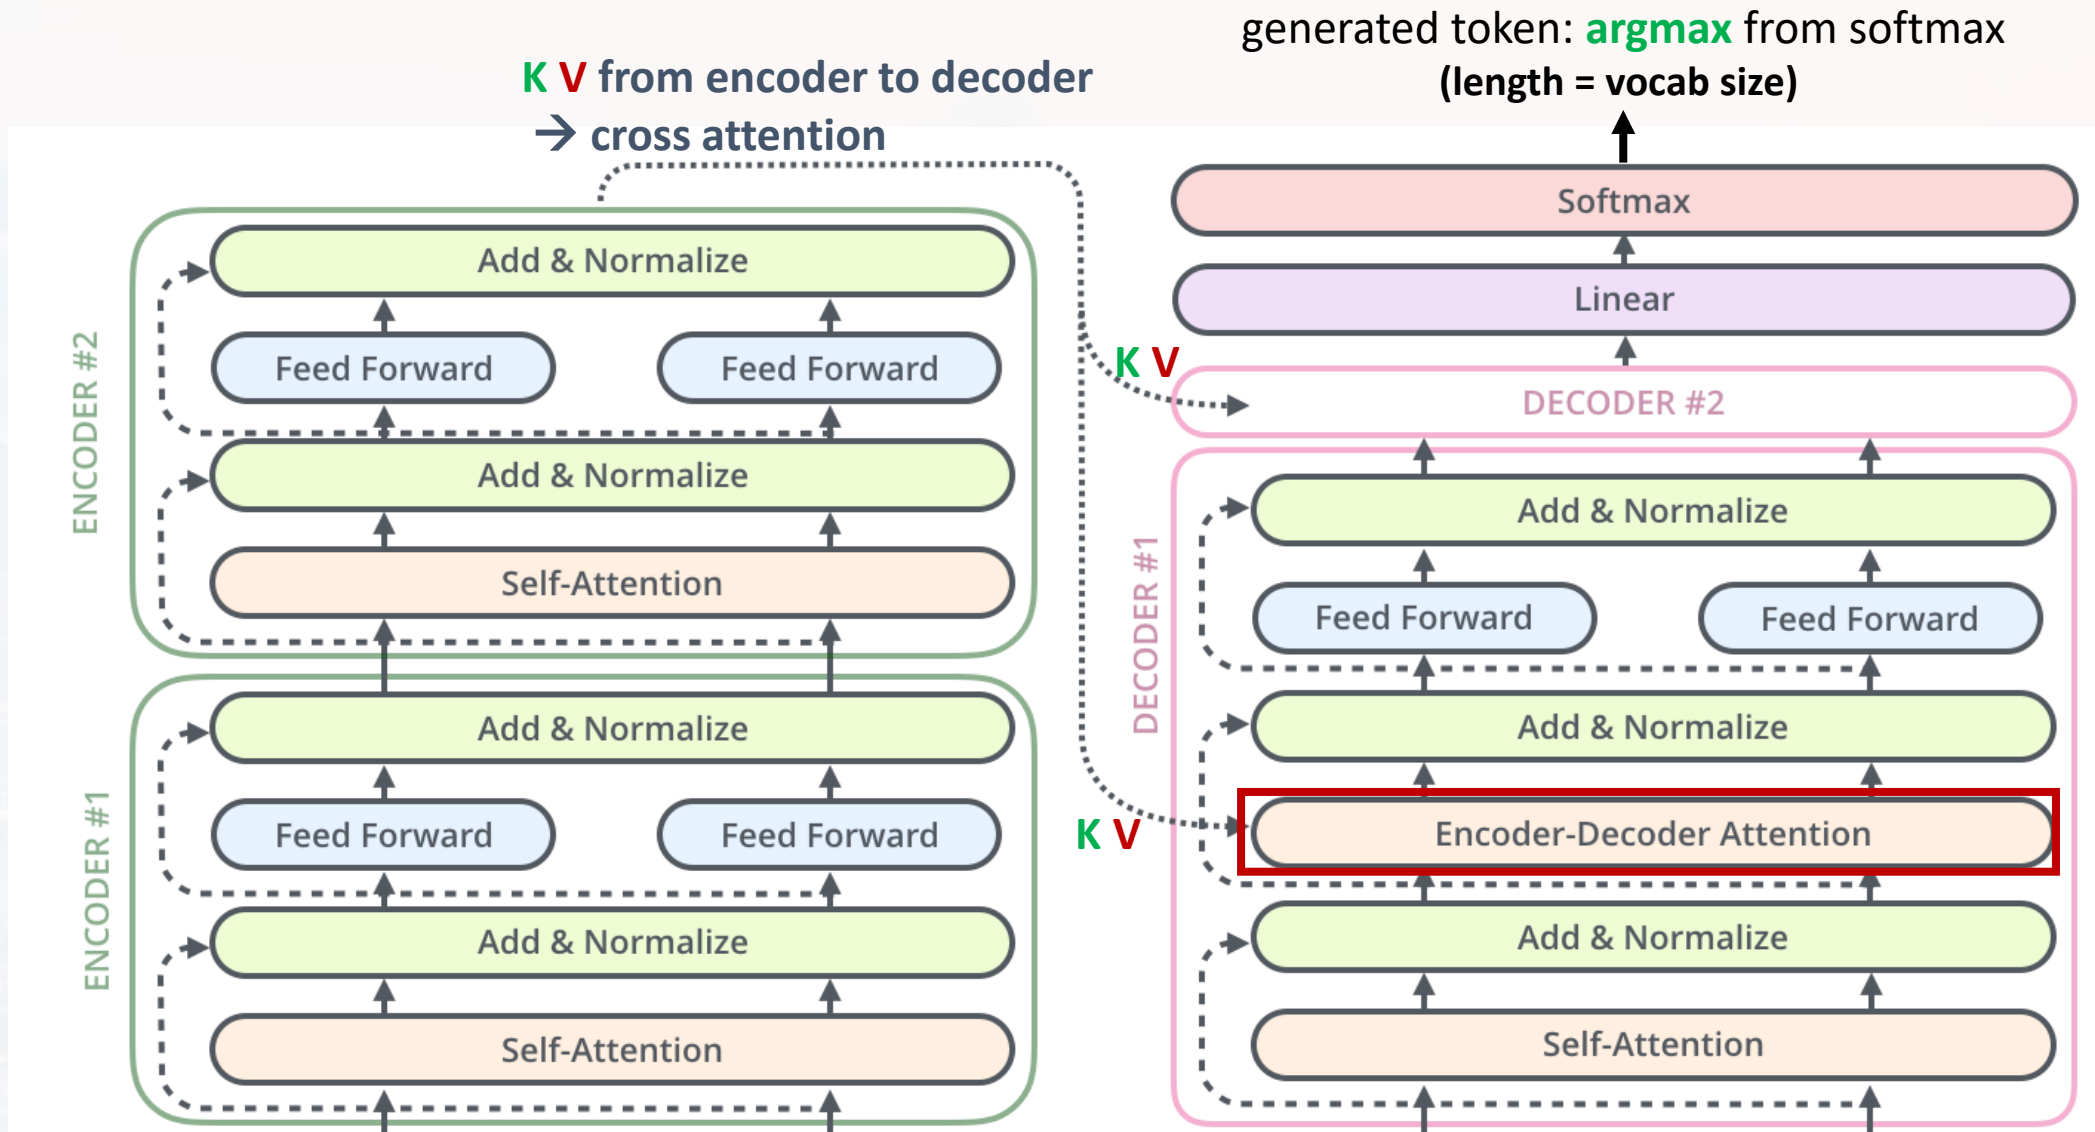 K V from encoder to decoder
→ cross attention
generated token: argmax from softmax
(length = vocab size)
ENCODER #2
Add & Normalize
Feed Forward Feed Forward
Add & Normalize
Self-Attention
ENCODER #1
Add & Normalize
Feed Forward Feed Forward
Add & Normalize
Self-Attention
Softmax
Linear
K V
DECODER #2
DECODER #1
Add & Normalize
Feed Forward Feed Forward
Add & Normalize
K V
Encoder-Decoder Attention
Add & Normalize
Self-Attention